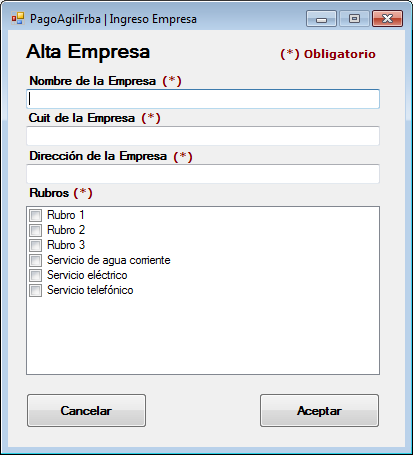 PagoAgilFrba | Ingreso Empresa
Alta Empresa (*) Obligatorio
Nombre de la Empresa (*)
Cuit de la Empresa (*)
Dirección de la Empresa (*)
Rubros (*)
Rubro 1
Rubro 2
Rubro 3
Servicio de agua corriente
Servicio eléctrico
Servicio telefónico
Cancelar Aceptar